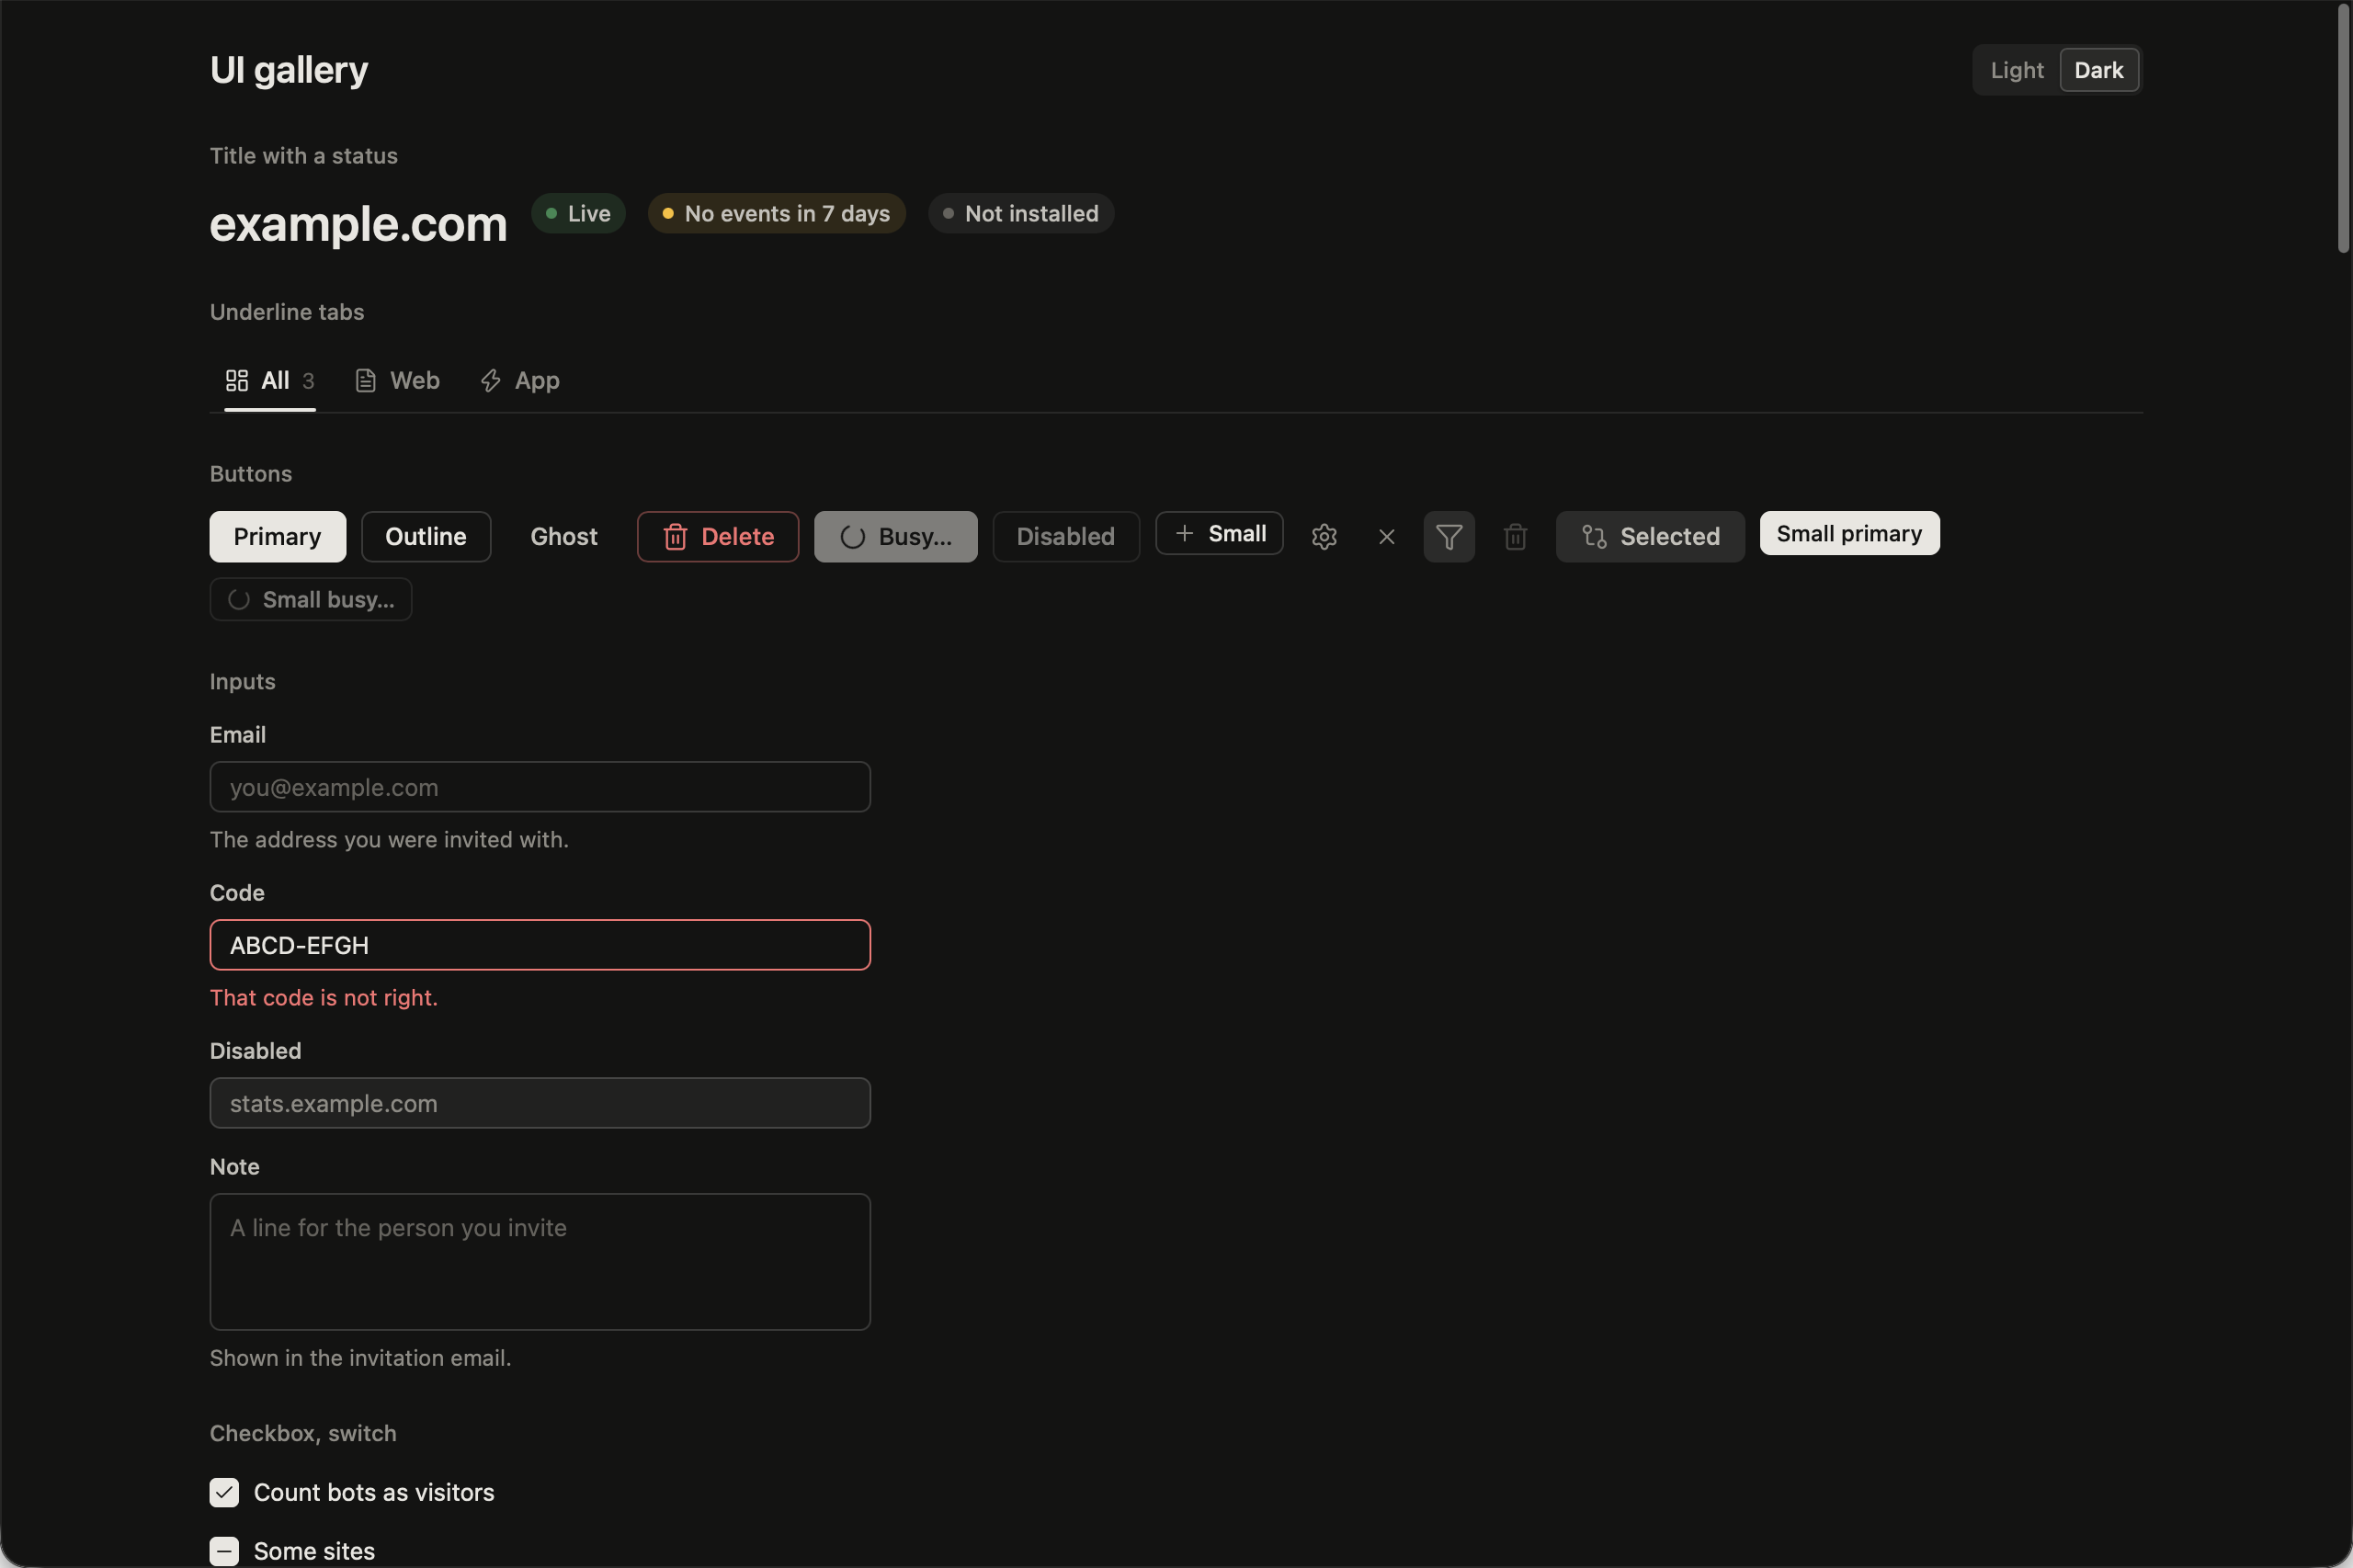 UI gallery
Light Dark
Title with a status
example.com Live No events in 7 days Not installed
Underline tabs
All 3 Web App
Buttons
Primary Outline Ghost Delete Busy... Disabled Small Selected Small primary
Small busy...
Inputs
Email
you@example.com
The address you were invited with.
Code
ABCD-EFGH
That code is not right.
Disabled
stats.example.com
Note
A line for the person you invite
Shown in the invitation email.
Checkbox, switch
Count bots as visitors
Some sites